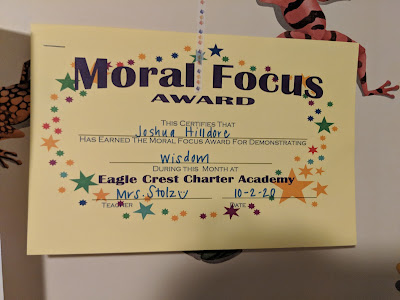 Moral Focus
AWARD
THIS CERTIFIES THAT
Joshua Hilldore
HAS EARNED THE MORAL FOCUS AWARD FOR DEMONSTRATING
Wisdom
DURING THIS MONTH AT
Eagle Crest Charter Academy
Mrs. Stolz 10-2-20
TEACHER DATE